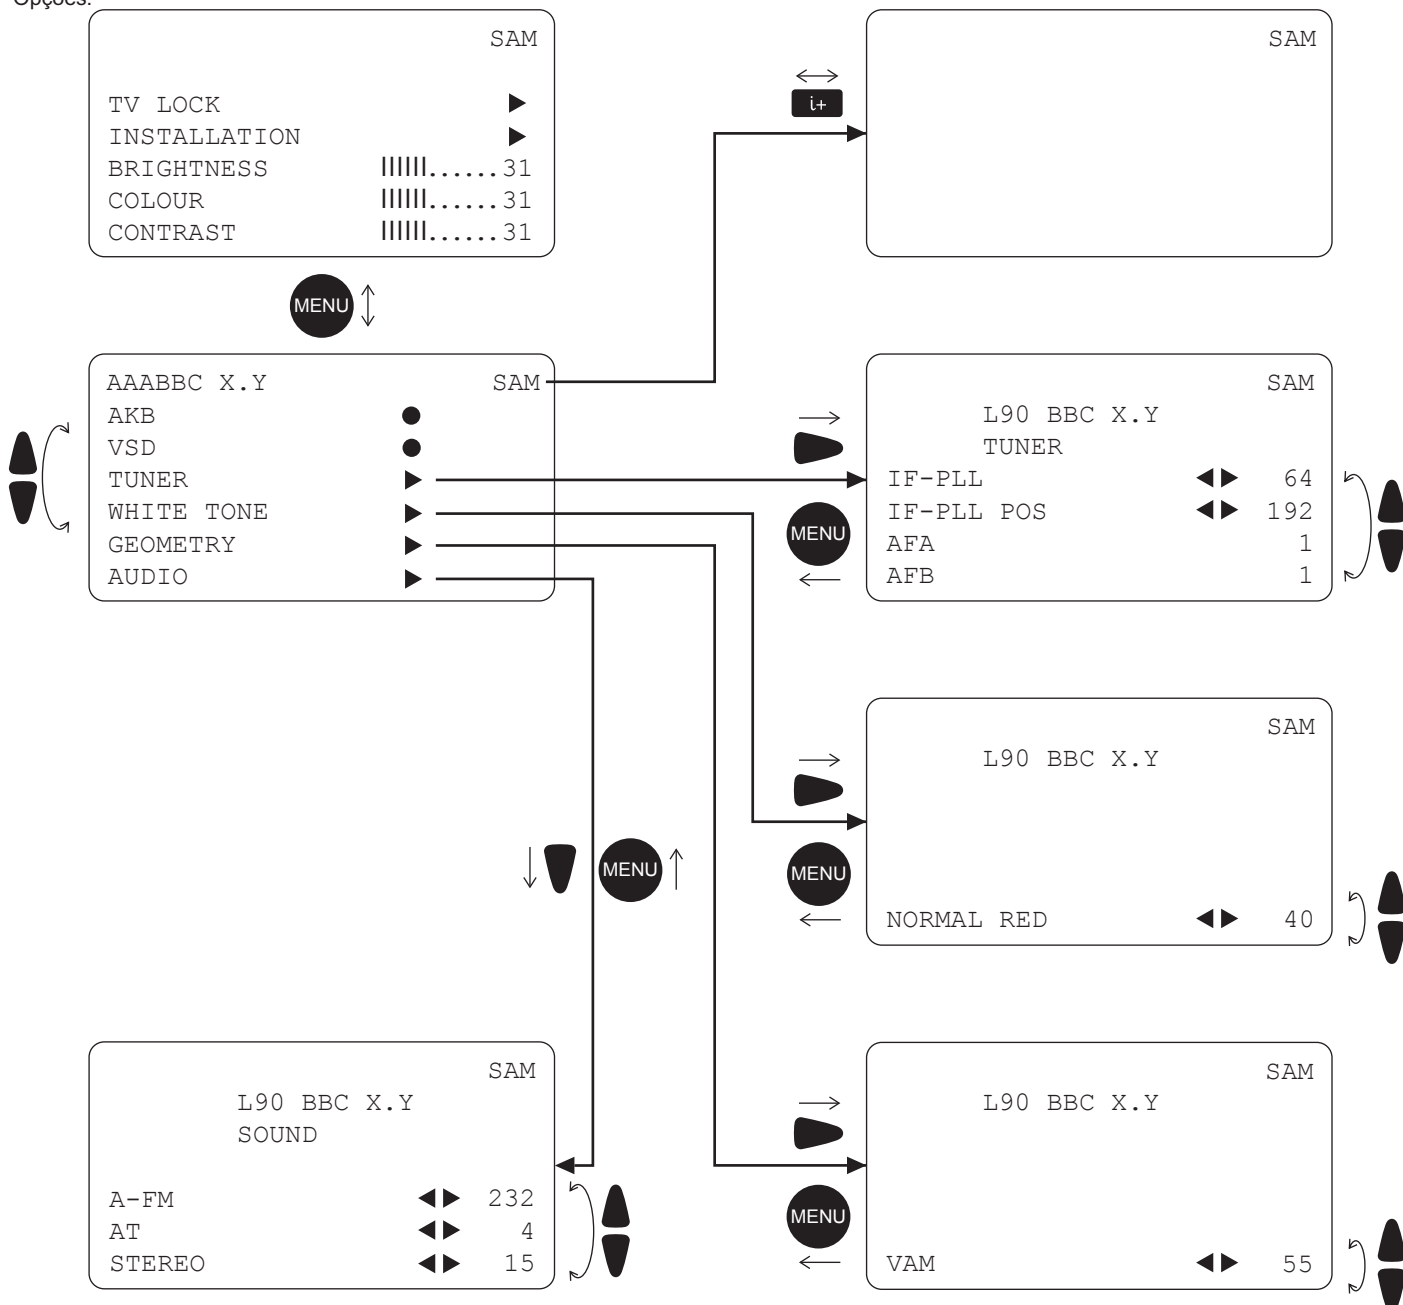 Opções:
SAM
TV LOCK
INSTALLATION
BRIGHTNESS ||||||......31
COLOUR ||||||......31
CONTRAST ||||||......31
MENU
SAM
i+
AAABBC X.Y SAM
AKB
VSD
TUNER
WHITE TONE
GEOMETRY
AUDIO
SAM
L90 BBC X.Y
TUNER
IF-PLL 64
IF-PLL POS 192
AFA 1
AFB 1
MENU
SAM
L90 BBC X.Y
NORMAL RED 40
MENU
MENU
SAM
L90 BBC X.Y
SOUND
A-FM 232
AT 4
STEREO 15
SAM
L90 BBC X.Y
VAM 55
MENU